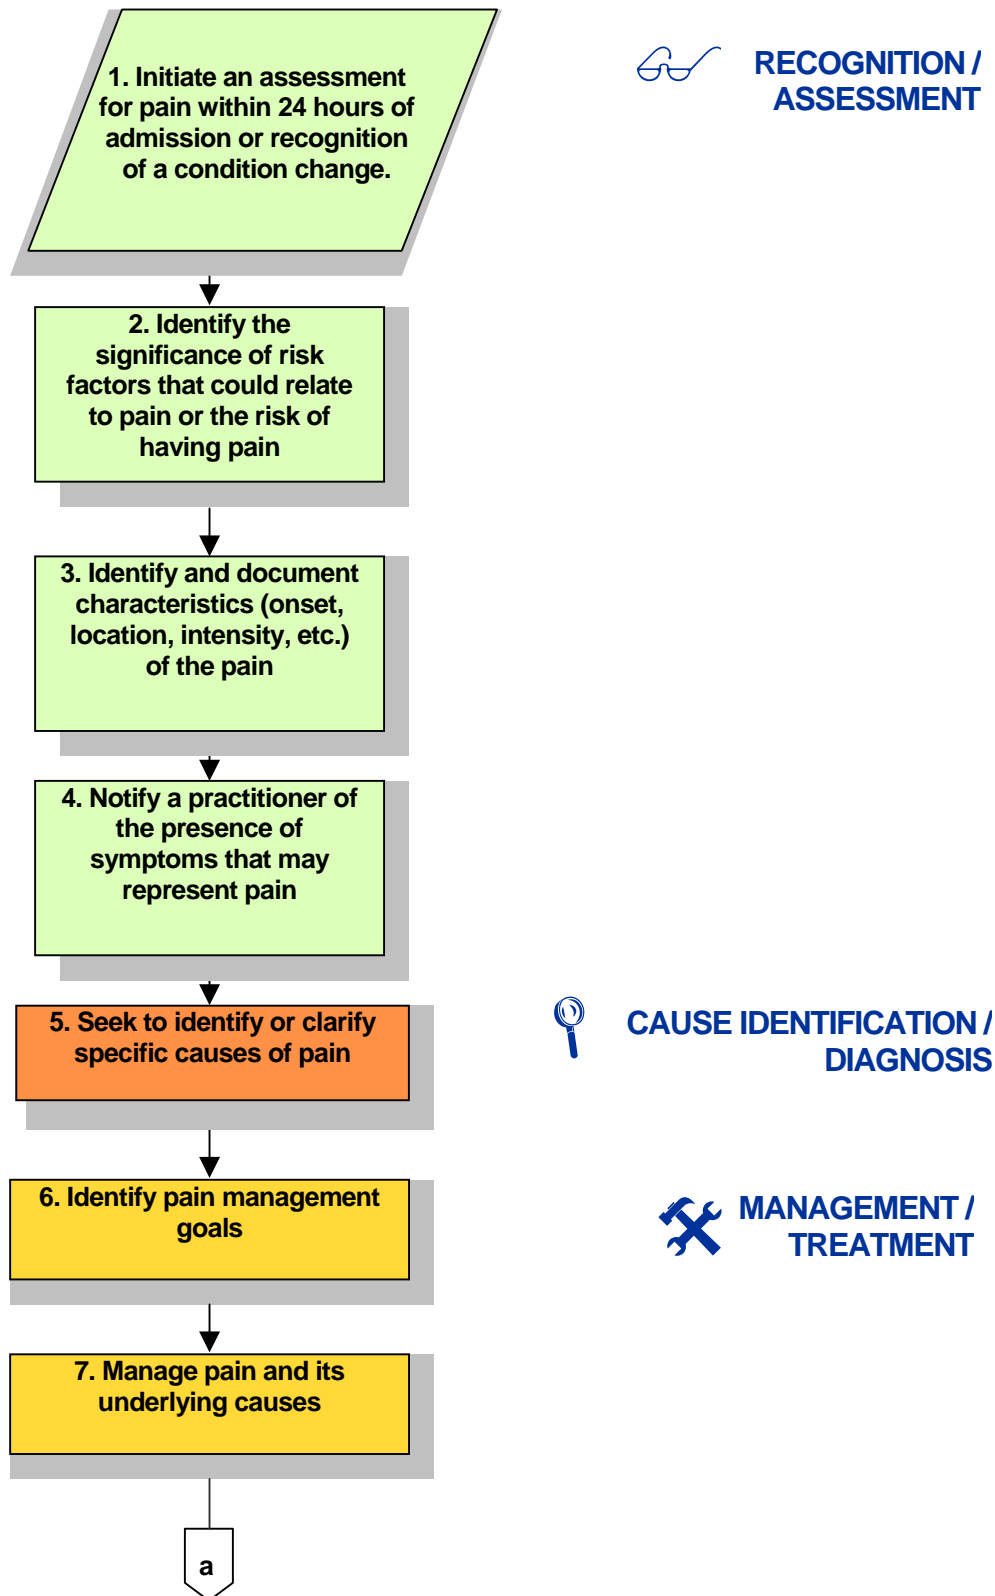 1. Initiate an assessment
for pain within 24 hours of
admission or recognition
of a condition change.
RECOGNITION /
ASSESSMENT
2. Identify the
significance of risk
factors that could relate
to pain or the risk of
having pain
3. Identify and document
characteristics (onset,
location, intensity, etc.)
of the pain
4. Notify a practitioner of
the presence of
symptoms that may
represent pain
5. Seek to identify or clarify
specific causes of pain
CAUSE IDENTIFICATION /
DIAGNOSIS
6. Identify pain management
goals
MANAGEMENT /
TREATMENT
7. Manage pain and its
underlying causes
a